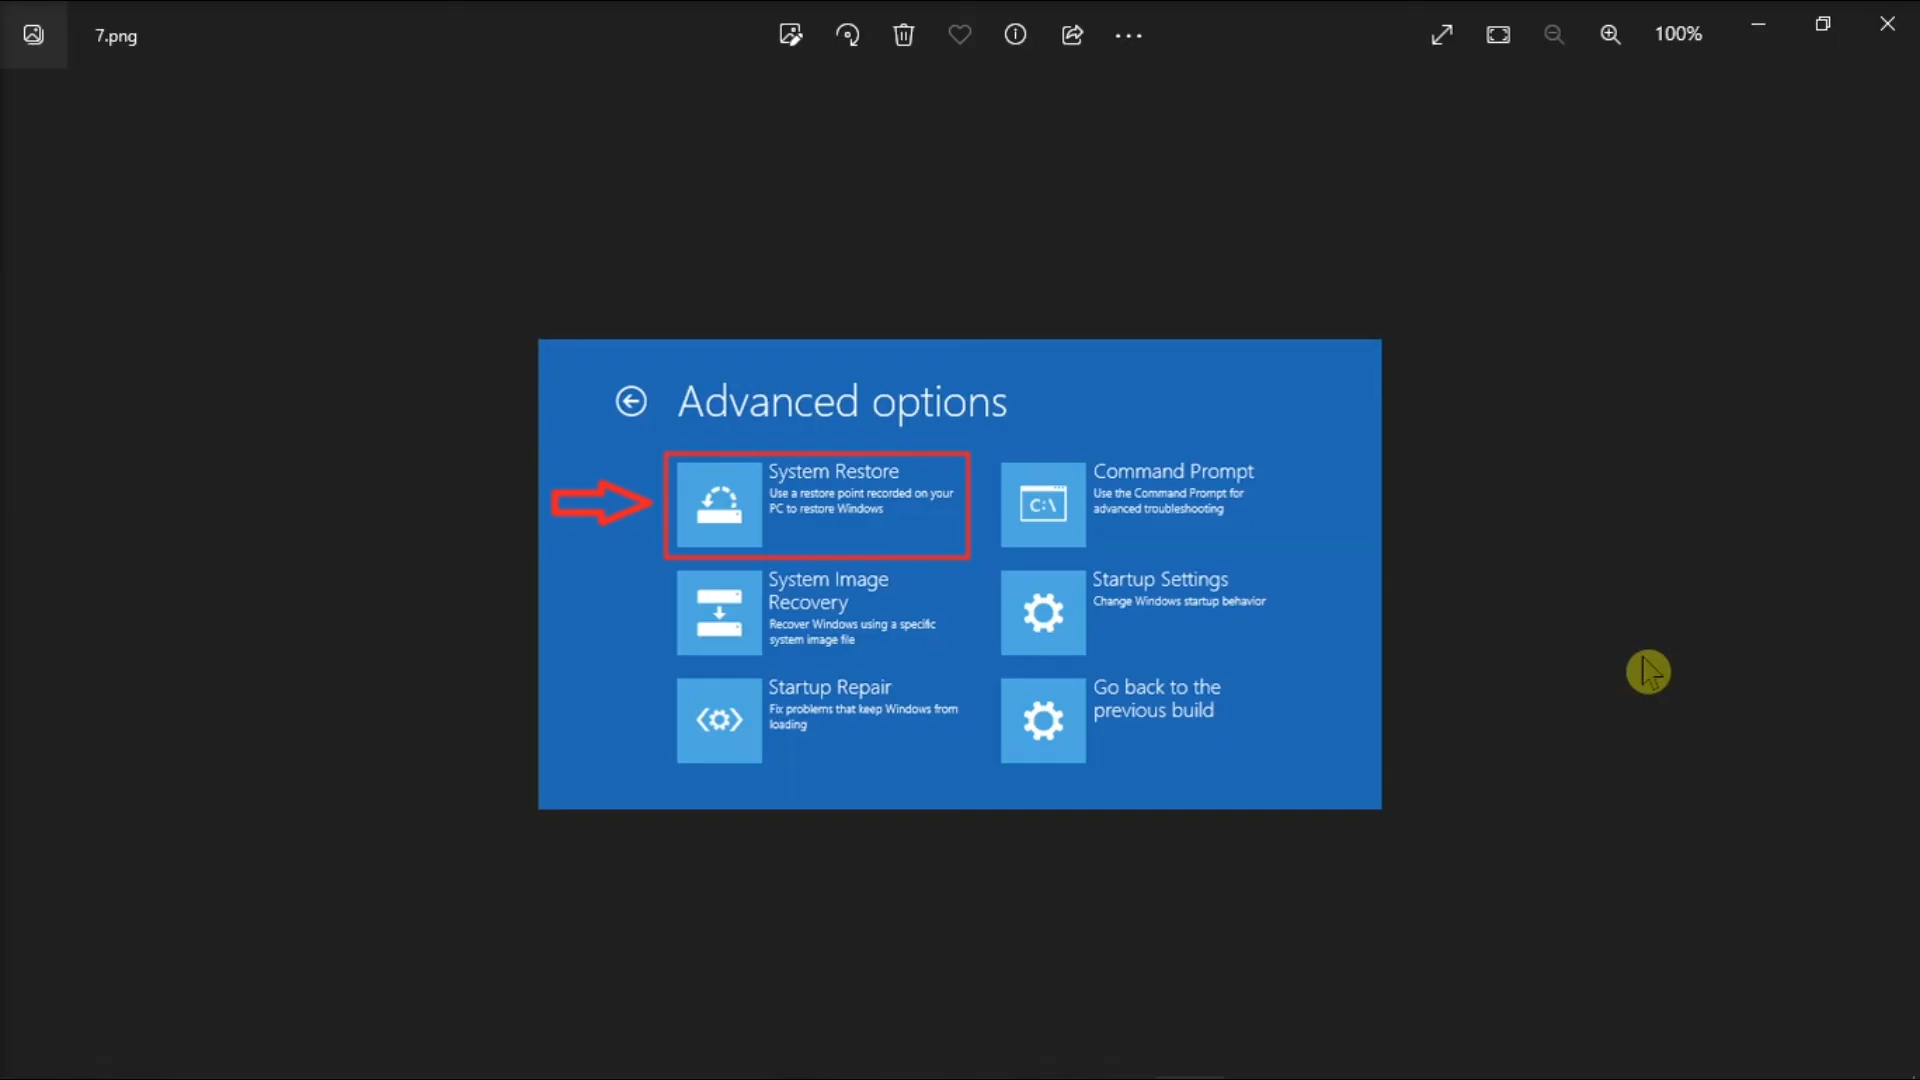 7.png
100%
Advanced options
System Restore
Use a restore point recorded on your
PC to restore Windows
Command Prompt
Use the Command Prompt for
advanced troubleshooting
C:\
System Image
Recovery
Recover Windows using a specific
system image file
Startup Settings
Change Windows startup behavior
Startup Repair
Fix problems that keep Windows from
loading
Go back to the
previous build